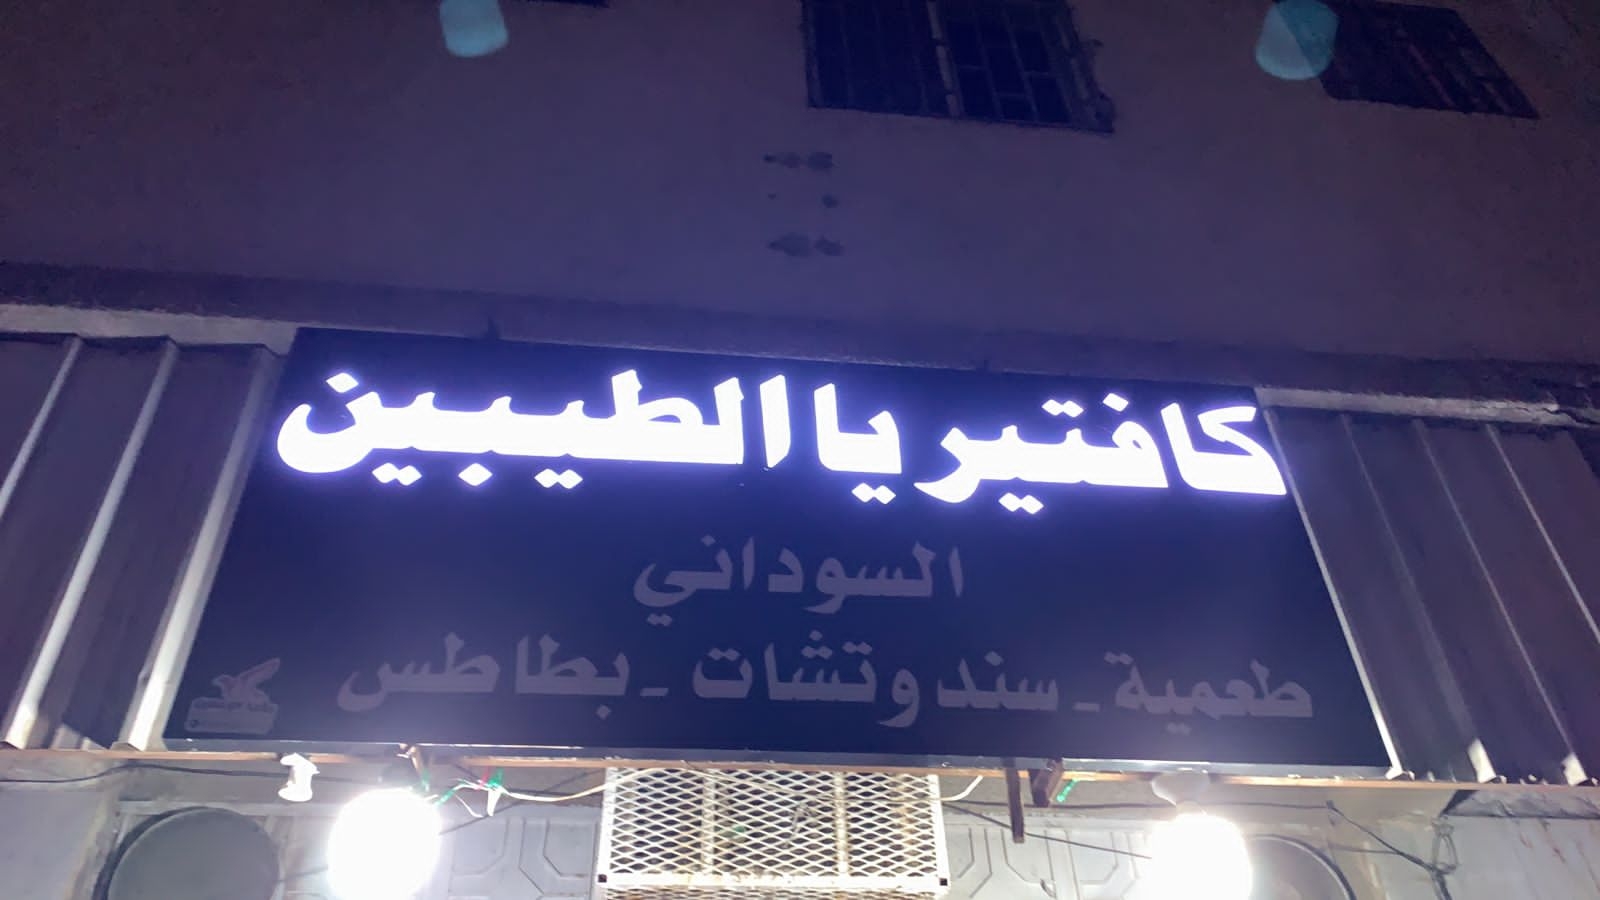 كافتيريا الطيبين
السوداني
طعمية - سندوتشات - بطاطس